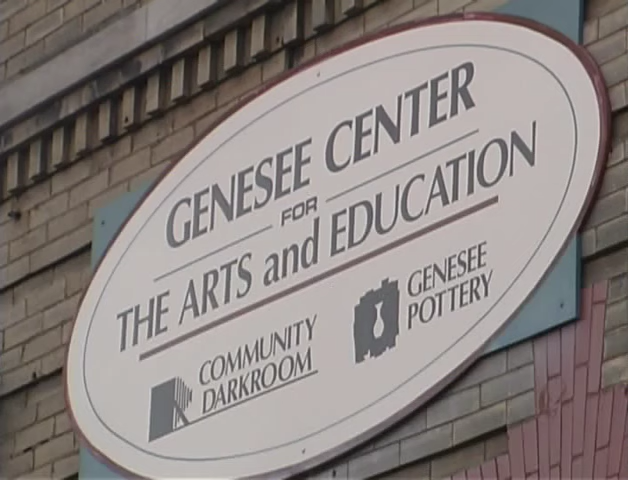 GENESEE CENTER
FOR
THE ARTS and EDUCATION
COMMUNITY
DARKROOM
GENESEE
POTTERY